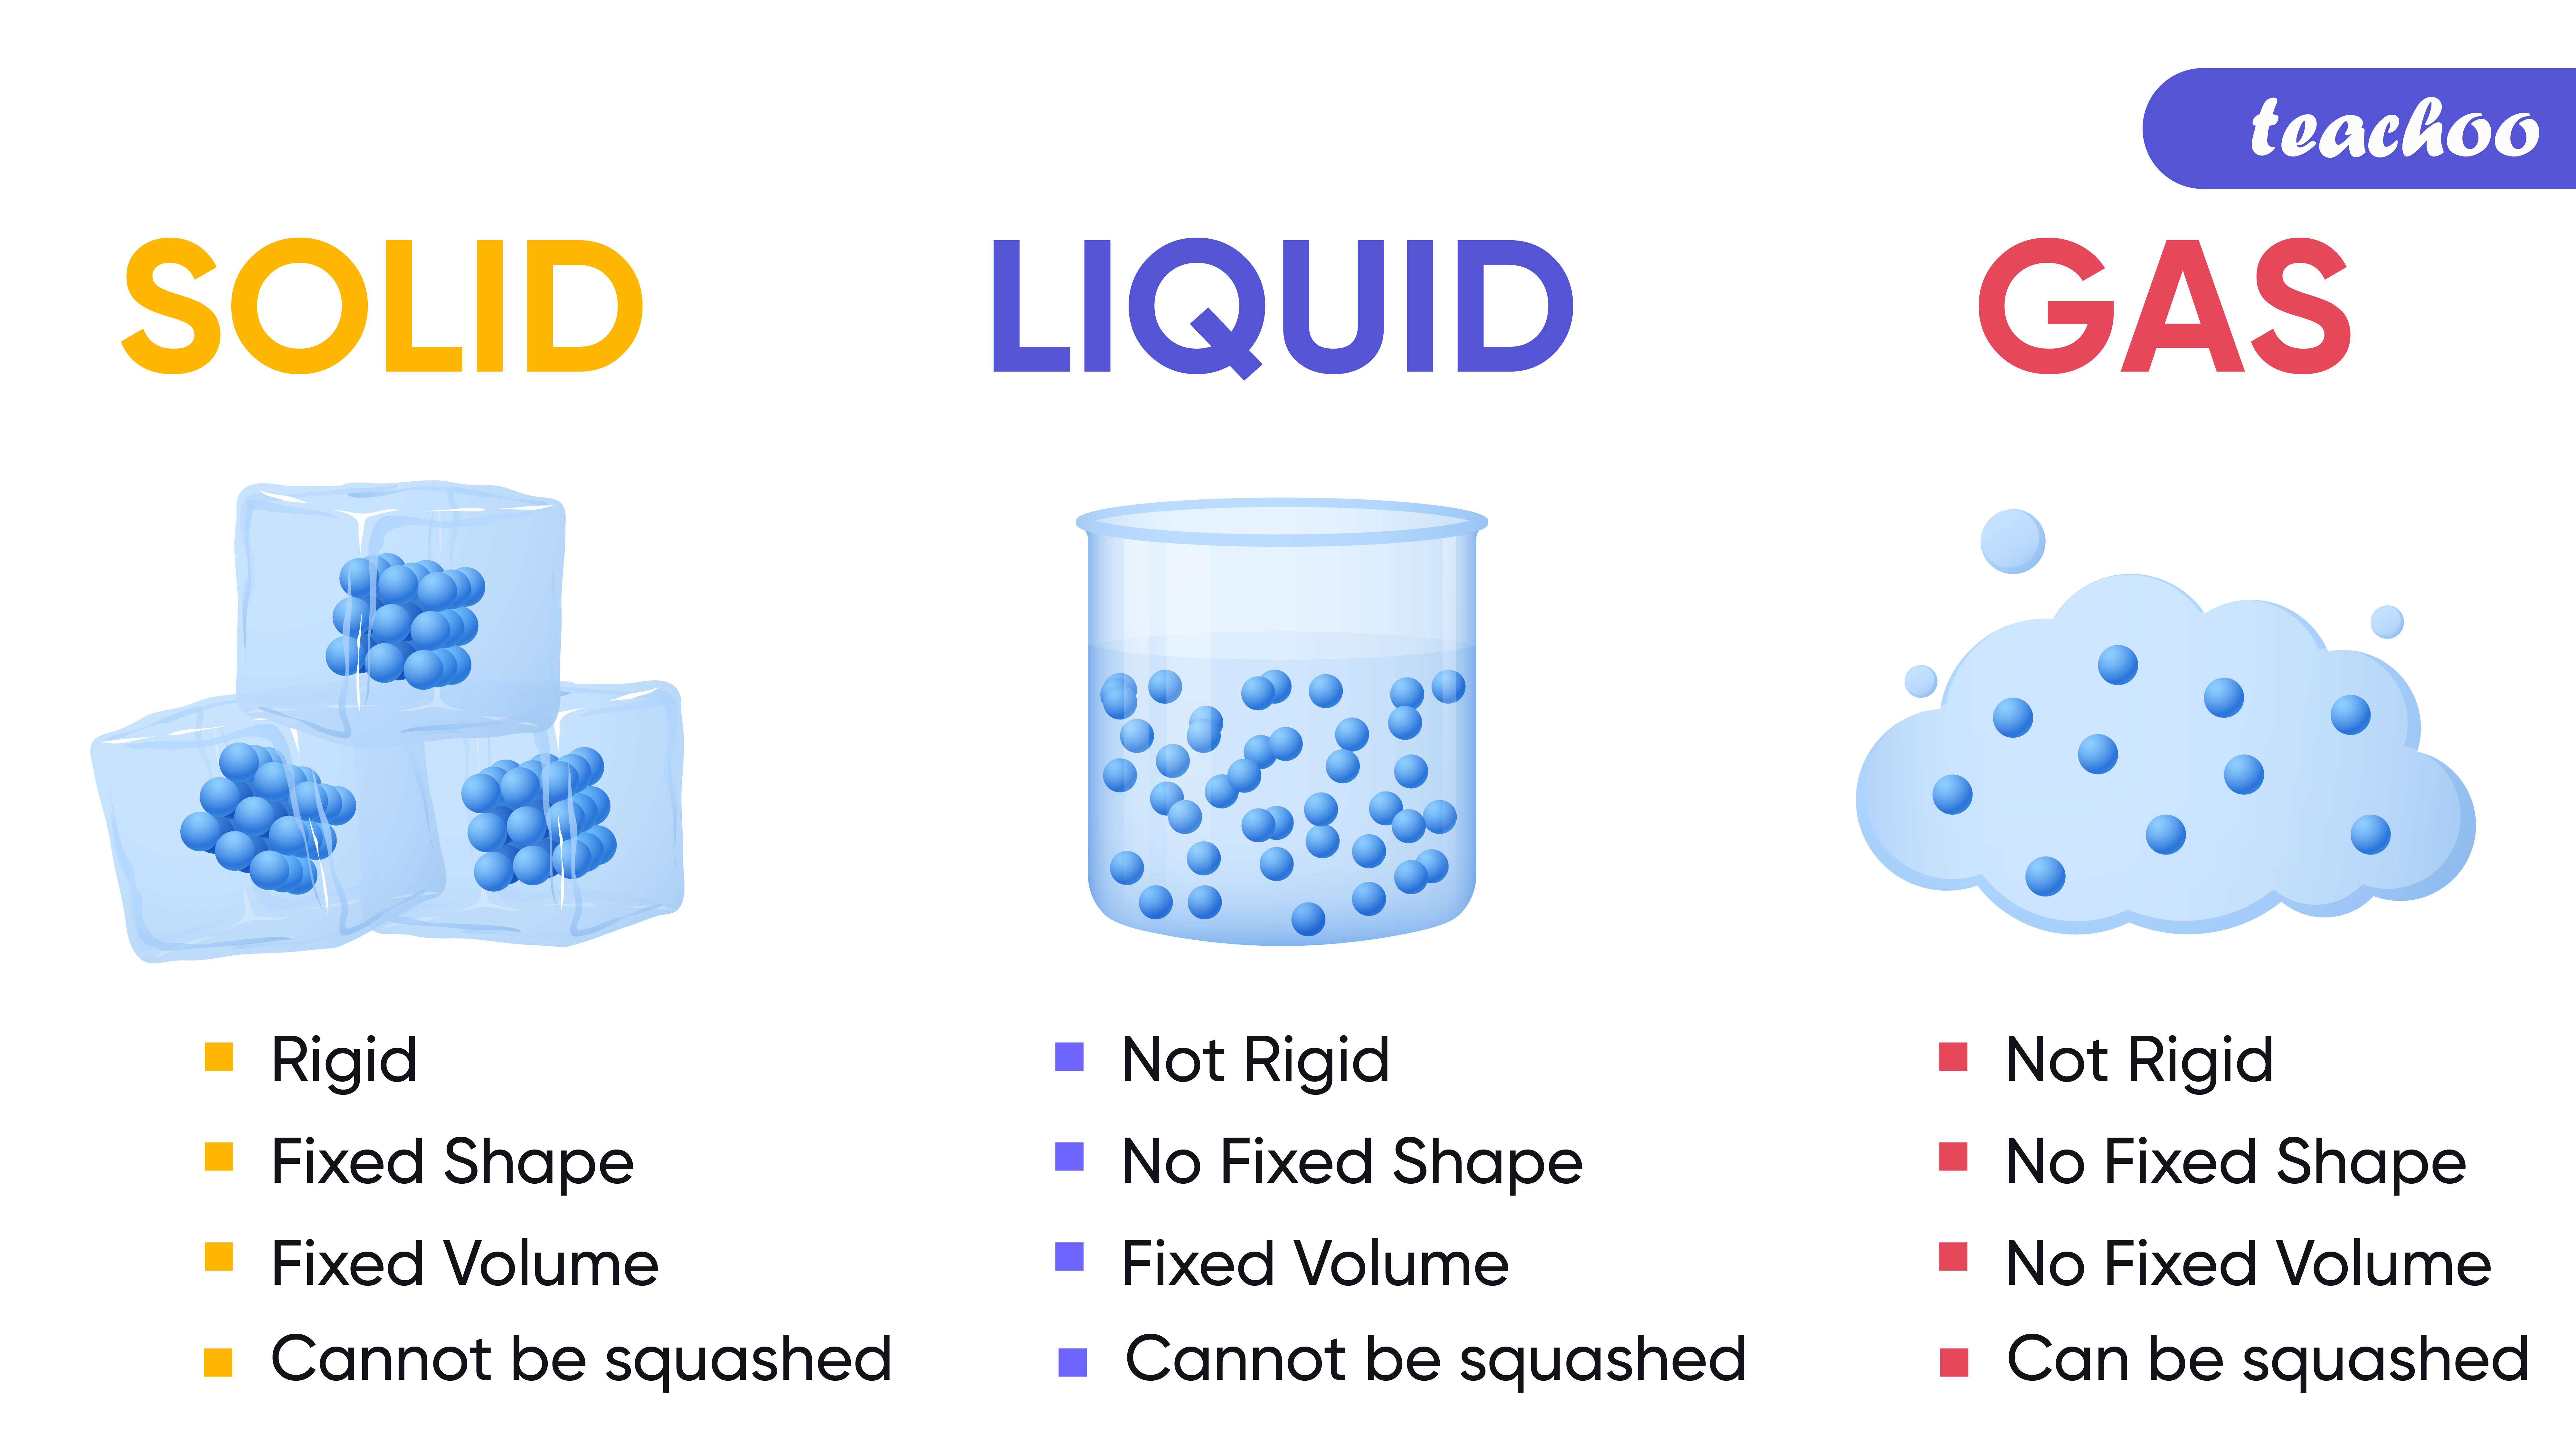 teachoo
SOLID
LIQUID
GAS
Rigid
Fixed Shape
Fixed Volume
Cannot be squashed
Not Rigid
No Fixed Shape
Fixed Volume
Cannot be squashed
Not Rigid
No Fixed Shape
No Fixed Volume
Can be squashed